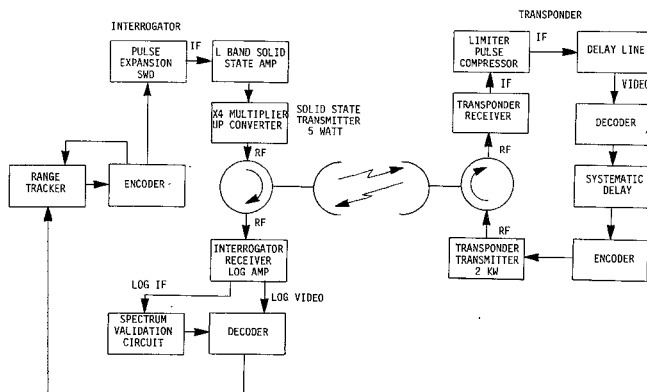 INTERROGATOR
PULSE
EXPANSION
SWD
IF
L BAND SOLID
STATE AMP
X4 MULTIPLIER
UP CONVERTER
SOLID STATE
TRANSMITTER
5 WATT
RF
RANGE
TRACKER
ENCODER
RF
INTERROGATOR
RECEIVER
LOG AMP
LOG IF
LOG VIDEO
SPECTRUM
VALIDATION
CIRCUIT
DECODER
TRANSPONDER
LIMITER
PULSE
COMPRESSOR
IF
DELAY LINE
IF
VIDEO
TRANSPONDER
RECEIVER
DECODER
RF
SYSTEMATIC
DELAY
RF
TRANSPONDER
TRANSMITTER
2 KW
ENCODER